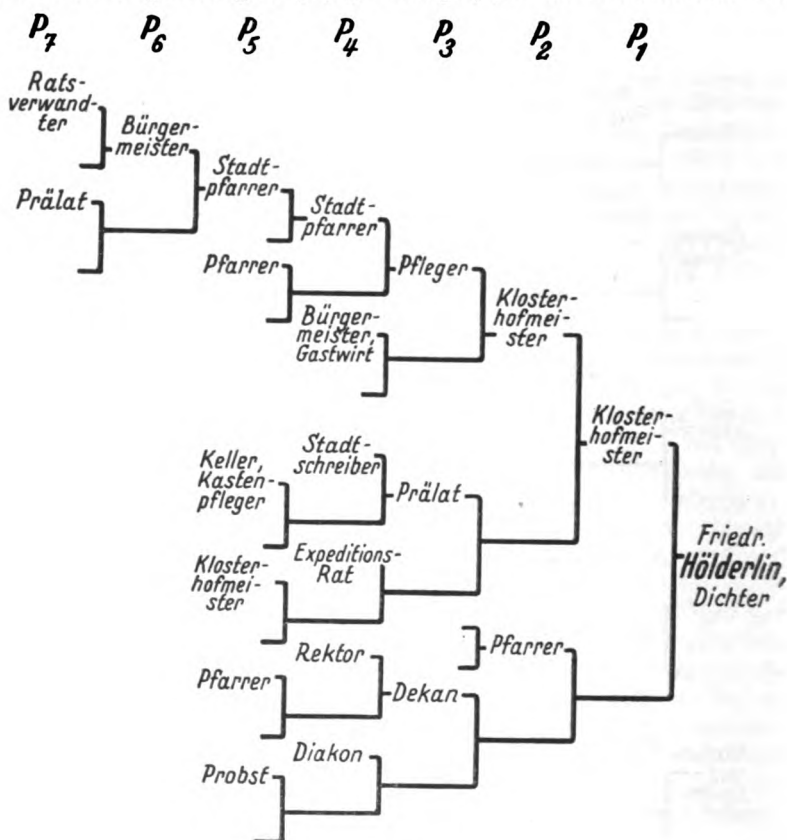 P7 P6 P5 P4 P3 P2 P1
Rats-
verwand-
ter
Bürger-
meister
Stadt-
pfarrer
Prälat
Stadt-
pfarrer
Pfarrer
Pfleger
Bürger-
meister,
Gastwirt
Kloster-
hofmei-
ster
Kloster-
hofmei-
ster
Keller,
Kasten-
pfleger
Stadt-
schreiber
Prälat
Kloster-
hofmei-
ster
Expeditions-
Rat
Friedr.
Hölderlin,
Dichter
Rektor
Pfarrer
Pfarrer
Dekan
Probst
Diakon